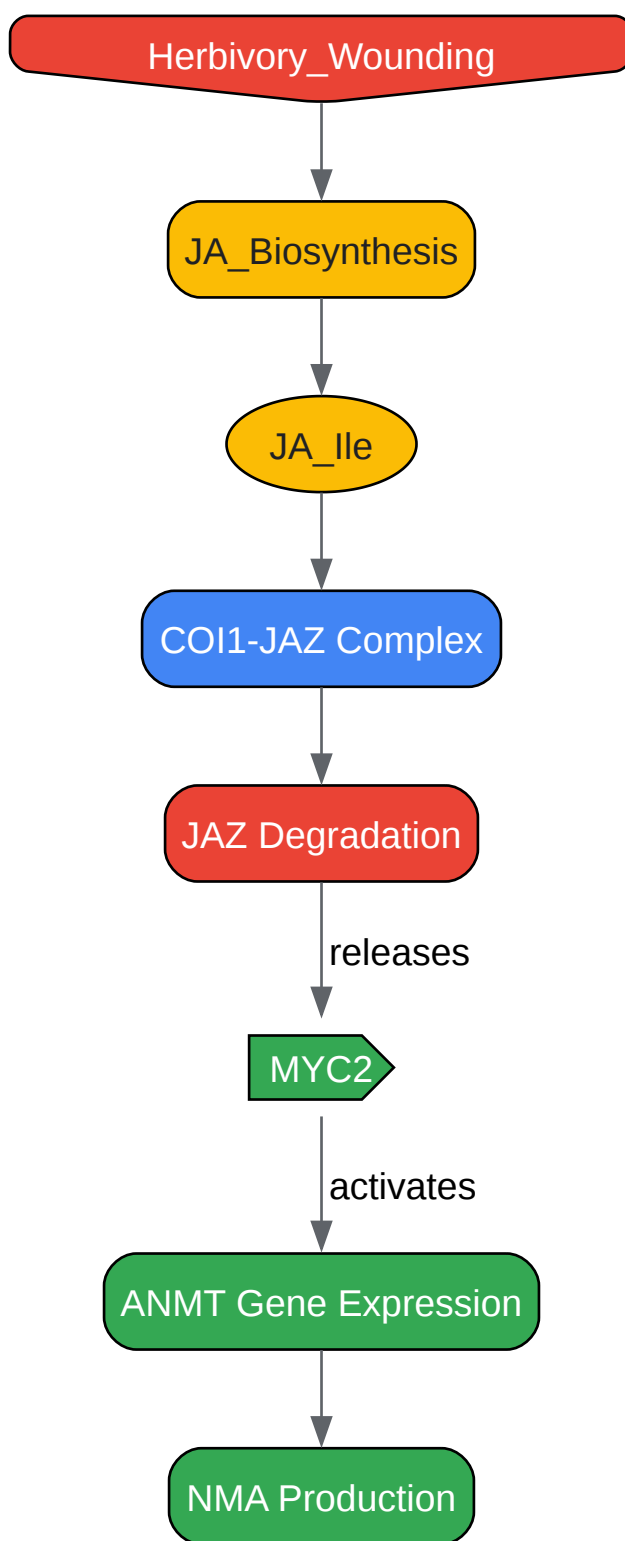 Herbivory_Wounding
JA_Biosynthesis
JA_Ile
COI1-JAZ Complex
JAZ Degradation
releases
MYC2
activates
ANMT Gene Expression
NMA Production